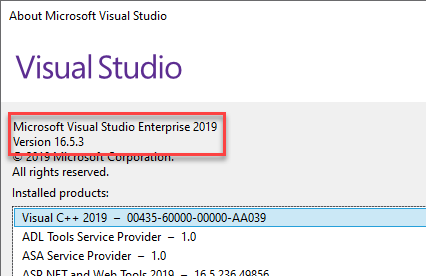 About Microsoft Visual Studio
Visual Studio
Microsoft Visual Studio Enterprise 2019
Version 16.5.3
© 2019 Microsoft Corporation.
All rights reserved.
Installed products:
Visual C++ 2019 – 00435-60000-00000-AA039
ADL Tools Service Provider – 1.0
ASA Service Provider – 1.0
ASP.NET and Web Tools 2019 – 16.5.236.49856